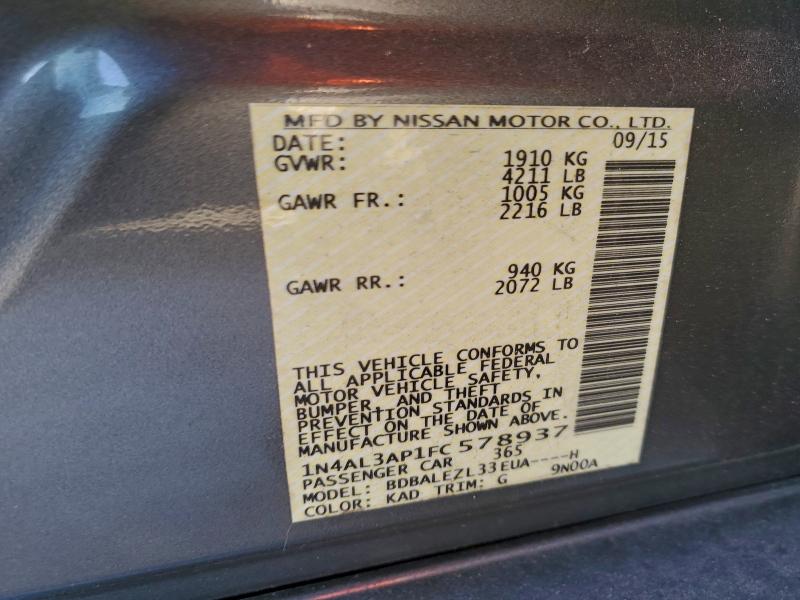 MFD BY NISSAN MOTOR CO., LTD.
DATE: 09/15
GVWR: 1910 KG
4211 LB
GAWR FR.: 1005 KG
2216 LB
GAWR RR.: 940 KG
2072 LB
THIS VEHICLE CONFORMS TO
ALL APPLICABLE FEDERAL
MOTOR VEHICLE SAFETY,
BUMPER, AND THEFT
PREVENTION STANDARDS IN
EFFECT ON THE DATE OF
MANUFACTURE SHOWN ABOVE.
1N4AL3AP1FC578937
PASSENGER CAR 365
MODEL: BDBALEZL33EUA----H
COLOR: KAD TRIM: G 9N00A